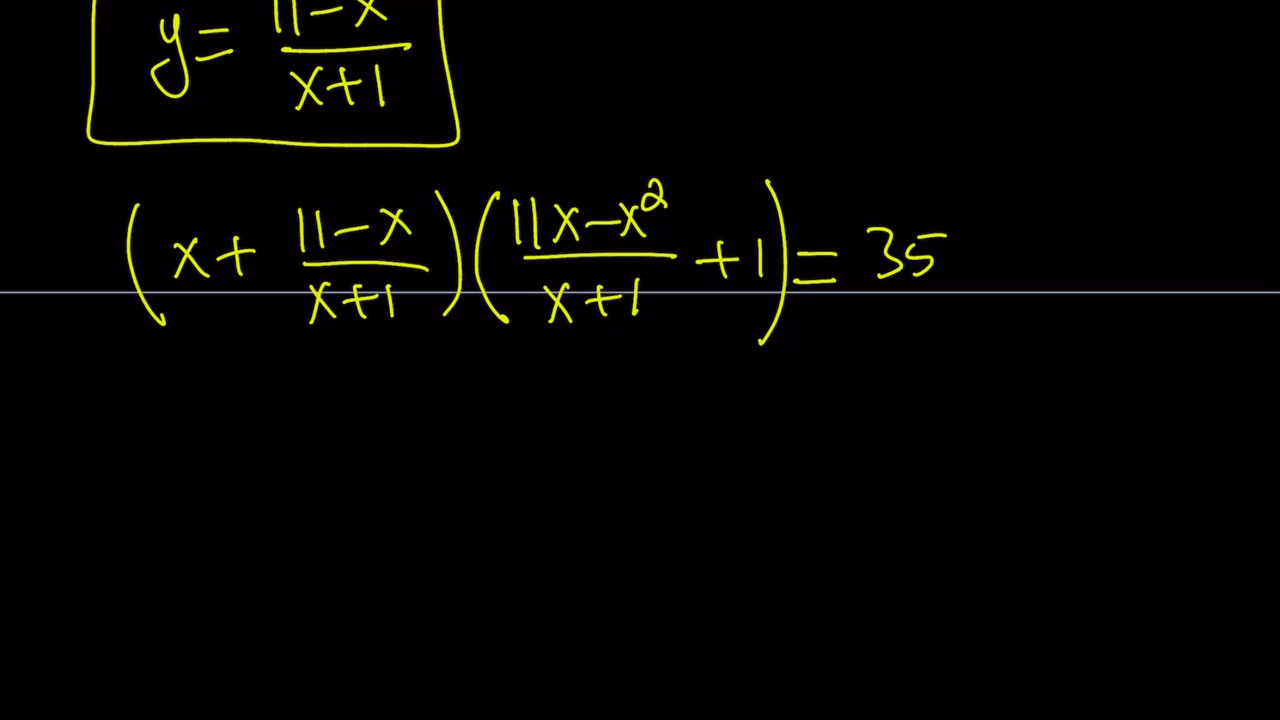 y = (11 - x)/(x + 1)
(x + (11 - x)/(x + 1))((11x - x²)/(x + 1) + 1) = 35